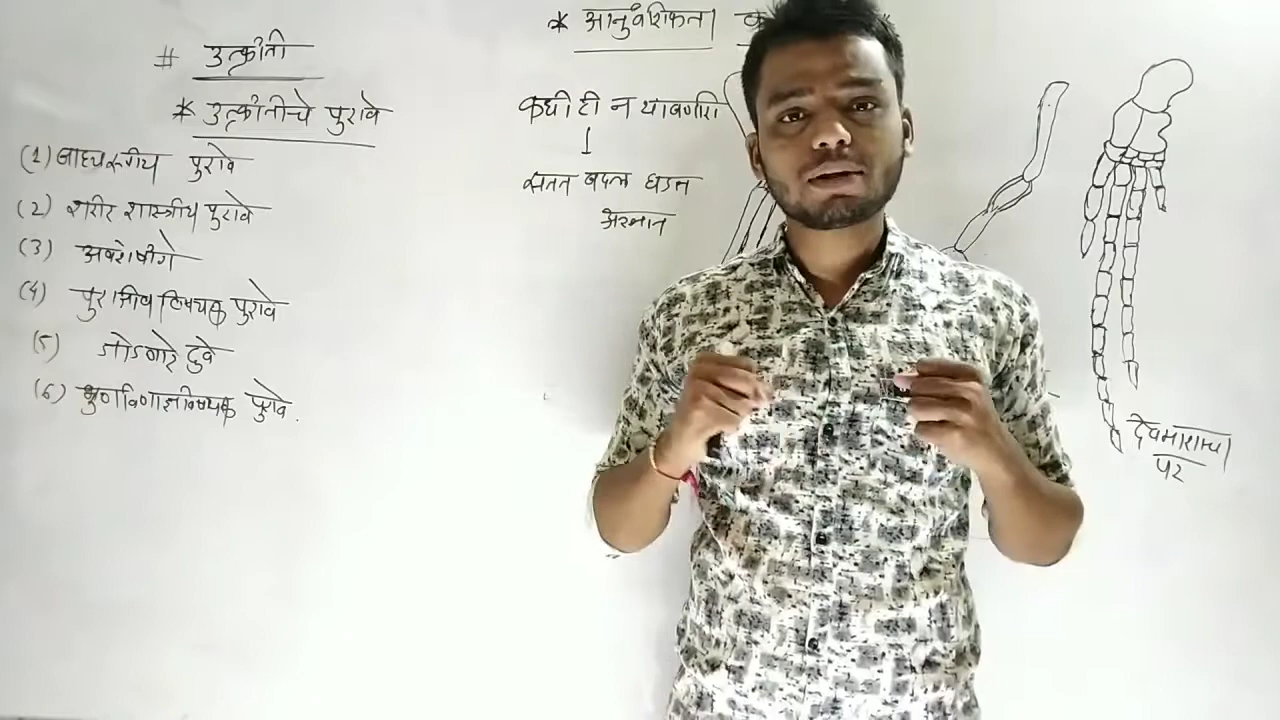 # उत्क्रांती
* उत्क्रांतीचे पुरावे
(1) बाह्यरुपीय पुरावे
(2) शरीर शास्त्रीय पुरावे
(3) अवशेषांगे
(4) पुराजीव विषयक पुरावे
(5) जोडणारे दुवे
(6) भ्रुणविज्ञानविषयक पुरावे.
* आनुवंशिकता
कधीही न थांबणारी
सतत बदल घडत
असतात
देवमाशाचा
पर